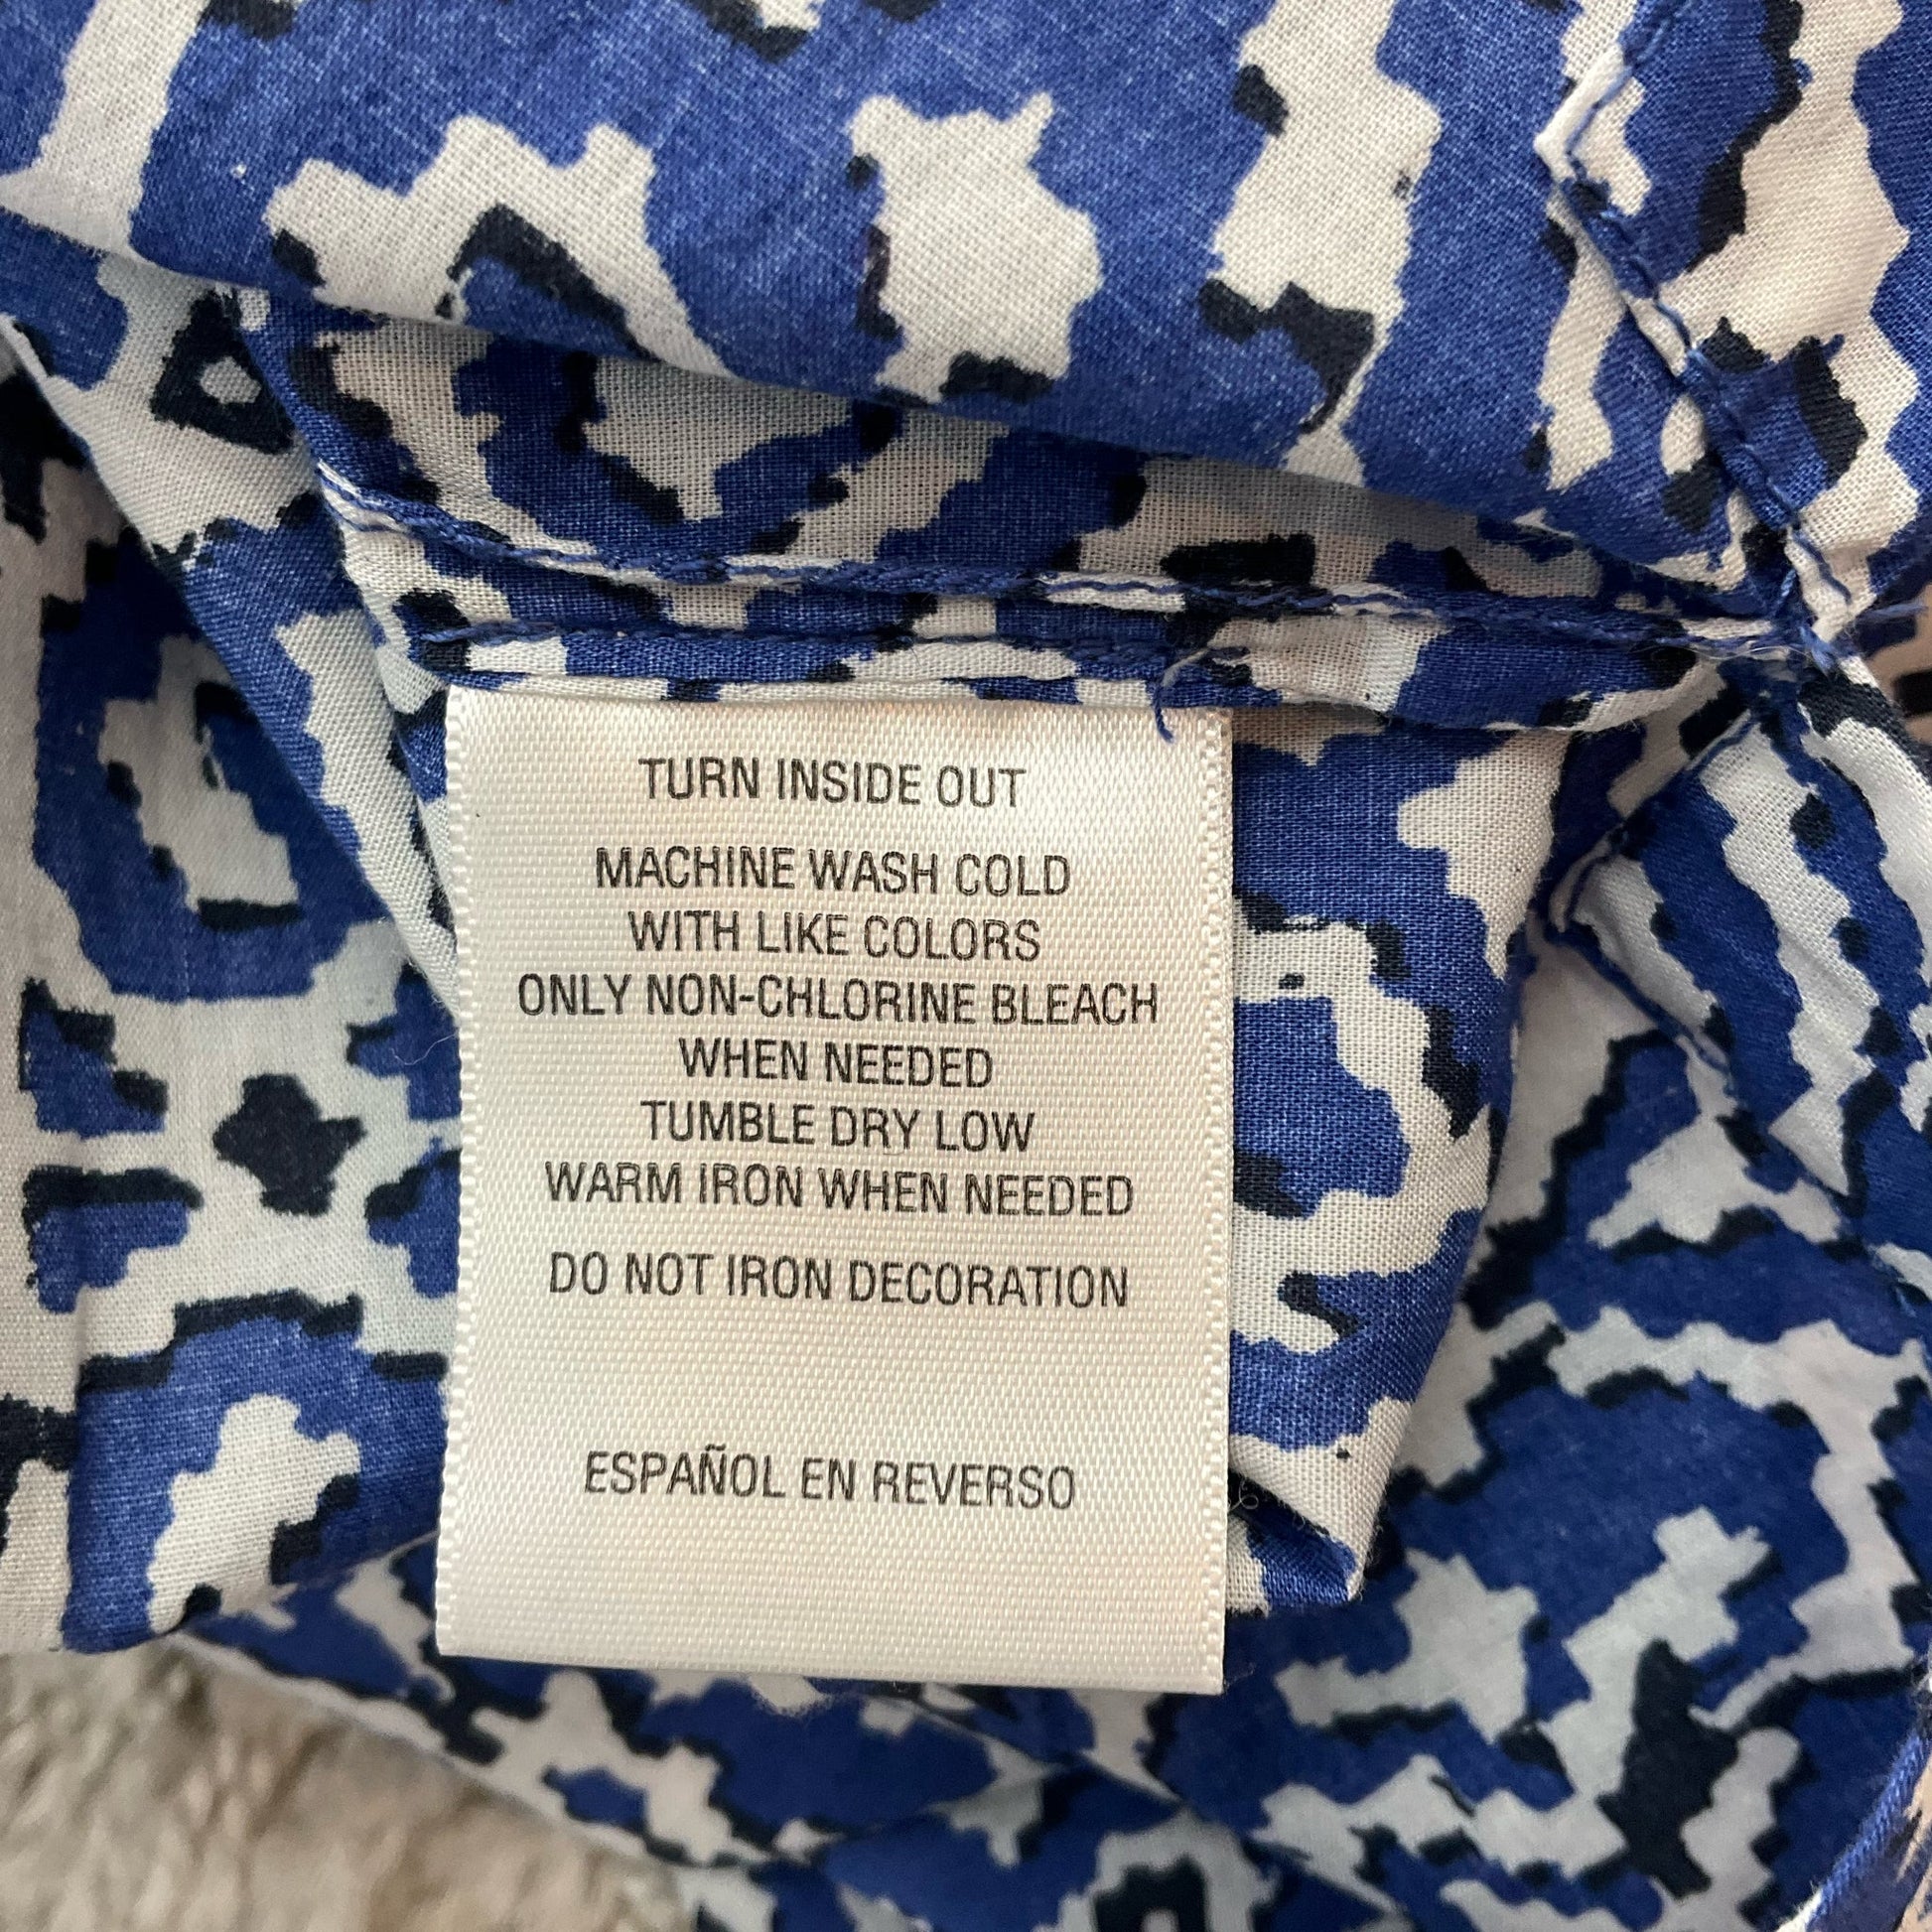 TURN INSIDE OUT
MACHINE WASH COLD
WITH LIKE COLORS
ONLY NON-CHLORINE BLEACH
WHEN NEEDED
TUMBLE DRY LOW
WARM IRON WHEN NEEDED
DO NOT IRON DECORATION
ESPAÑOL EN REVERSO